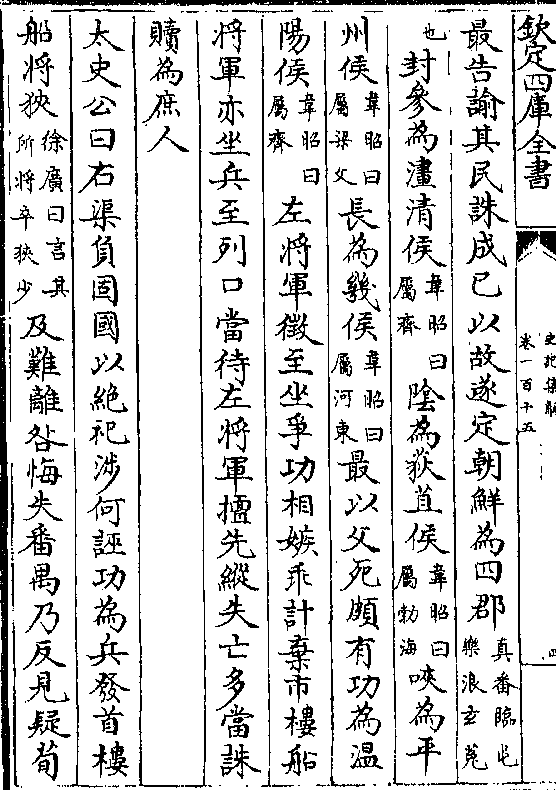 欽定四庫全書
史記集解
卷一百十五
四
最告諭其民誅成已以故遂定朝鮮為四郡真番臨屯樂浪玄菟
也封參為澅清侯韋昭曰屬齊陰為荻苴侯韋昭曰屬勃海唊為平
州侯韋昭曰屬梁父長為幾侯韋昭曰屬河東最以父死頗有功為温
陽侯韋昭曰屬齊左將軍徵至坐爭功相嫉乖計棄市樓船
將軍亦坐兵至列口當待左將軍擅先縱失亡多當誅
贖為庶人
太史公曰右渠負固國以絶祀涉何誣功為兵發首樓
船將狹徐廣曰言其所將卒狹少及難離咎悔失番禺乃反見疑荀